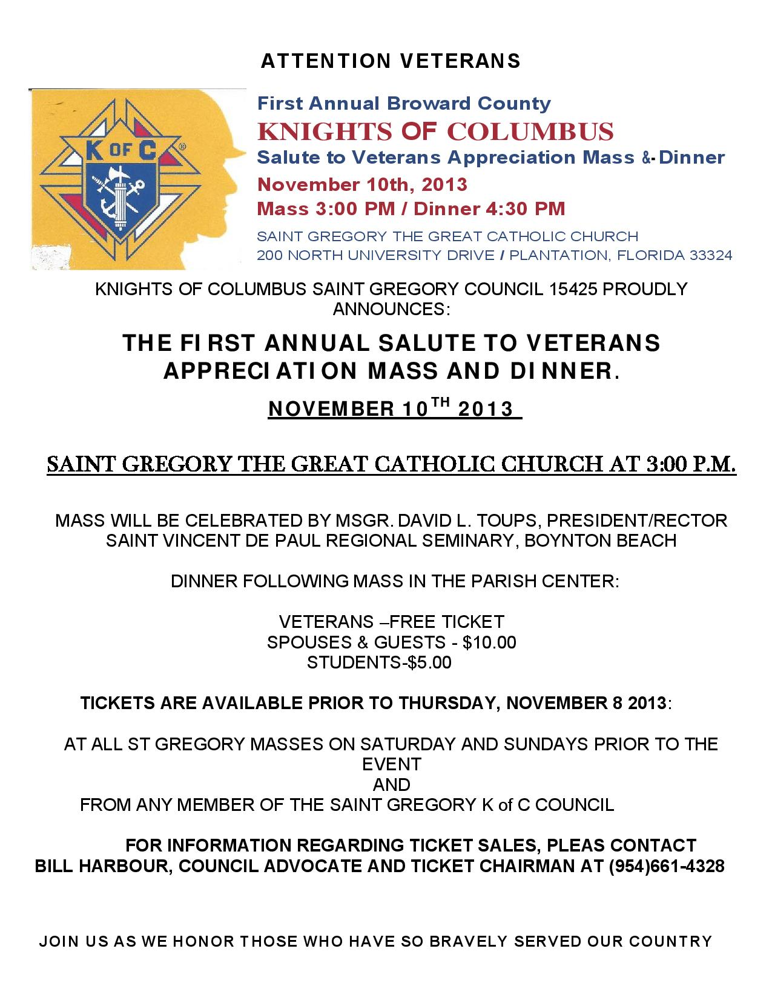 ATTENTION VETERANS
K OF C ®
First Annual Broward County
KNIGHTS OF COLUMBUS
Salute to Veterans Appreciation Mass &- Dinner
November 10th, 2013
Mass 3:00 PM / Dinner 4:30 PM
SAINT GREGORY THE GREAT CATHOLIC CHURCH
200 NORTH UNIVERSITY DRIVE / PLANTATION, FLORIDA 33324
KNIGHTS OF COLUMBUS SAINT GREGORY COUNCIL 15425 PROUDLY
ANNOUNCES:
THE FIRST ANNUAL SALUTE TO VETERANS
APPRECIATION MASS AND DINNER.
NOVEMBER 10TH 2013
SAINT GREGORY THE GREAT CATHOLIC CHURCH AT 3:00 P.M.
MASS WILL BE CELEBRATED BY MSGR. DAVID L. TOUPS, PRESIDENT/RECTOR
SAINT VINCENT DE PAUL REGIONAL SEMINARY, BOYNTON BEACH
DINNER FOLLOWING MASS IN THE PARISH CENTER:
VETERANS –FREE TICKET
SPOUSES & GUESTS - $10.00
STUDENTS-$5.00
TICKETS ARE AVAILABLE PRIOR TO THURSDAY, NOVEMBER 8 2013:
AT ALL ST GREGORY MASSES ON SATURDAY AND SUNDAYS PRIOR TO THE
EVENT
AND
FROM ANY MEMBER OF THE SAINT GREGORY K of C COUNCIL
FOR INFORMATION REGARDING TICKET SALES, PLEAS CONTACT
BILL HARBOUR, COUNCIL ADVOCATE AND TICKET CHAIRMAN AT (954)661-4328
JOIN US AS WE HONOR THOSE WHO HAVE SO BRAVELY SERVED OUR COUNTRY